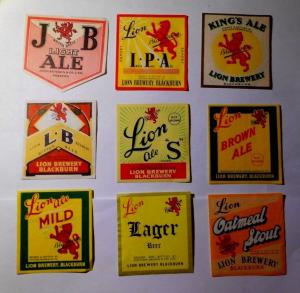 J B
LIGHT
ALE
Lion
L·P·A
LION BREWERY BLACKBURN
KING'S ALE
LION BREWERY
BLACKBURN
L·B
LION BREWERY
BLACKBURN
Lion
Ale "S"
LION BREWERY
BLACKBURN
Lion
BROWN
ALE
LION BREWERY
BLACKBURN
Lion ale
MILD
LION BREWERY, BLACKBURN
Lion
Lager
Beer
LION BREWERY, BLACKBURN
Lion
Oatmeal
Stout
LION BREWERY
BLACKBURN